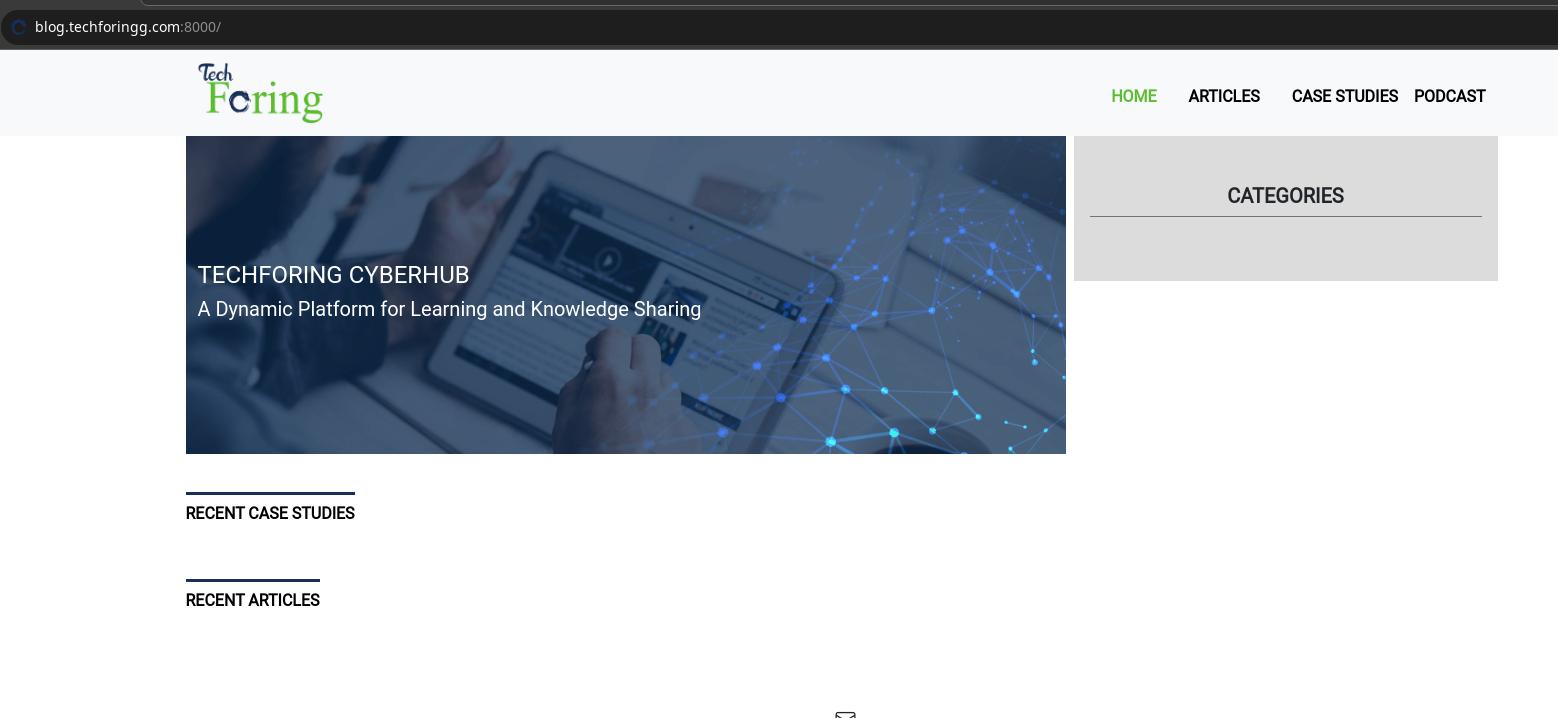 blog.techforingg.com:8000/
Tech
Foring
HOME ARTICLES CASE STUDIES PODCAST
TECHFORING CYBERHUB
A Dynamic Platform for Learning and Knowledge Sharing
CATEGORIES
RECENT CASE STUDIES
RECENT ARTICLES